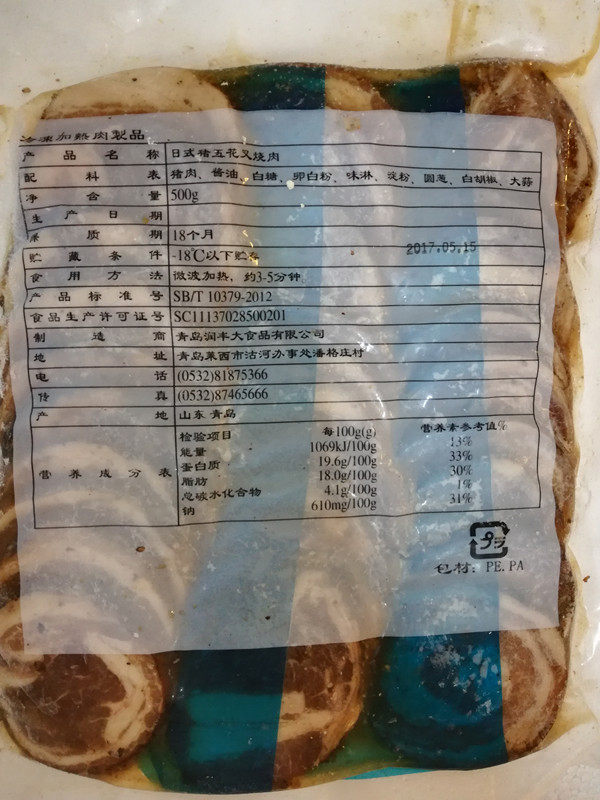 冷凍加熱肉製品
产品名称 日式猪五花叉烧肉
配料表 猪肉、酱油、白糖、卵白粉、味淋、淀粉、圆葱、白胡椒、大蒜
净含量 500g
生产日期
保质期 18个月
2017.05.15
贮藏条件 -18℃以下贮存
食用方法 微波加热，约3-5分钟
产品标准号 SB/T 10379-2012
食品生产许可证号 SC11137028500201
制造商 青岛润丰大食品有限公司
地址 青岛莱西市沽河办事处潘格庄村
电话 (0532)81875366
传真 (0532)87465666
产地 山东 青岛
营养成分表
检验项目 每100g(g) 营养素参考值%
能量 1069kJ/100g 13%
蛋白质 19.6g/100g 33%
脂肪 18.0g/100g 30%
总碳水化合物 4.1g/100g 1%
钠 610mg/100g 31%
プラ
包材：PE.PA